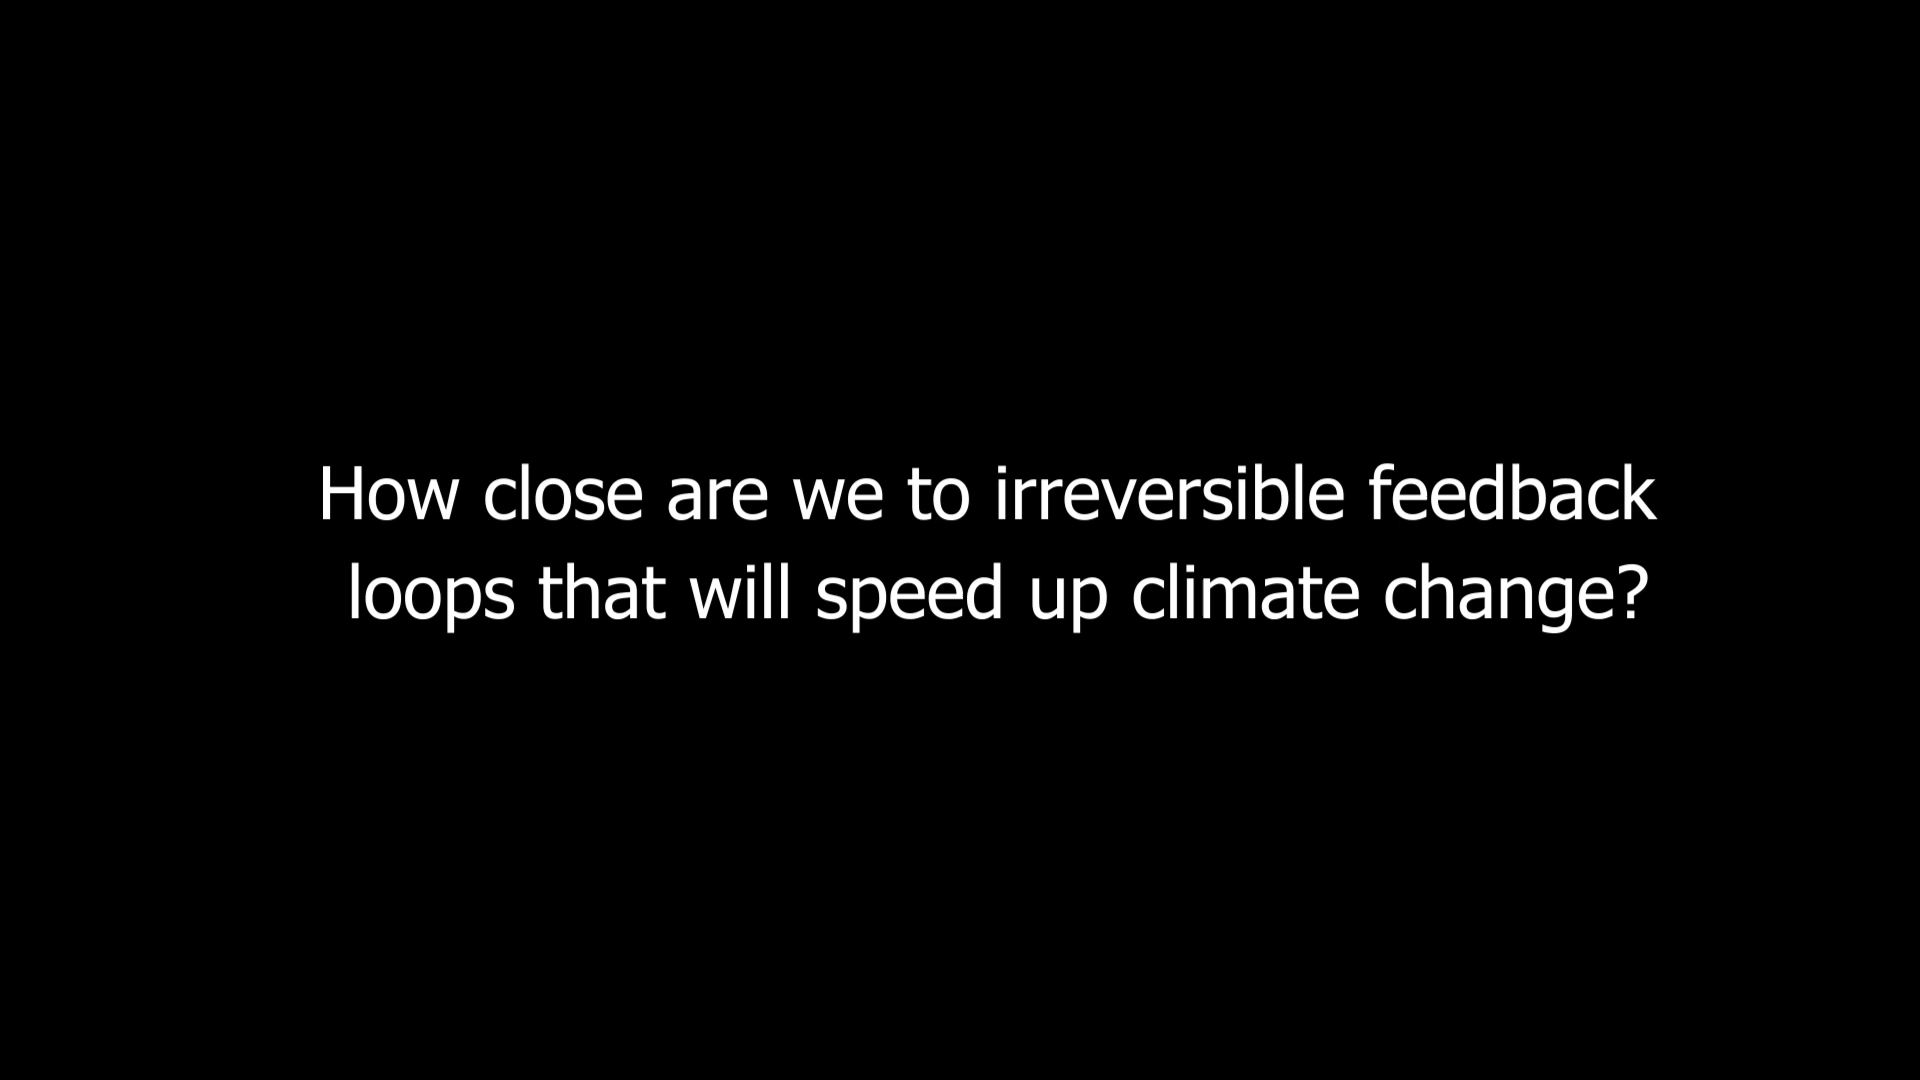 How close are we to irreversible feedback
loops that will speed up climate change?